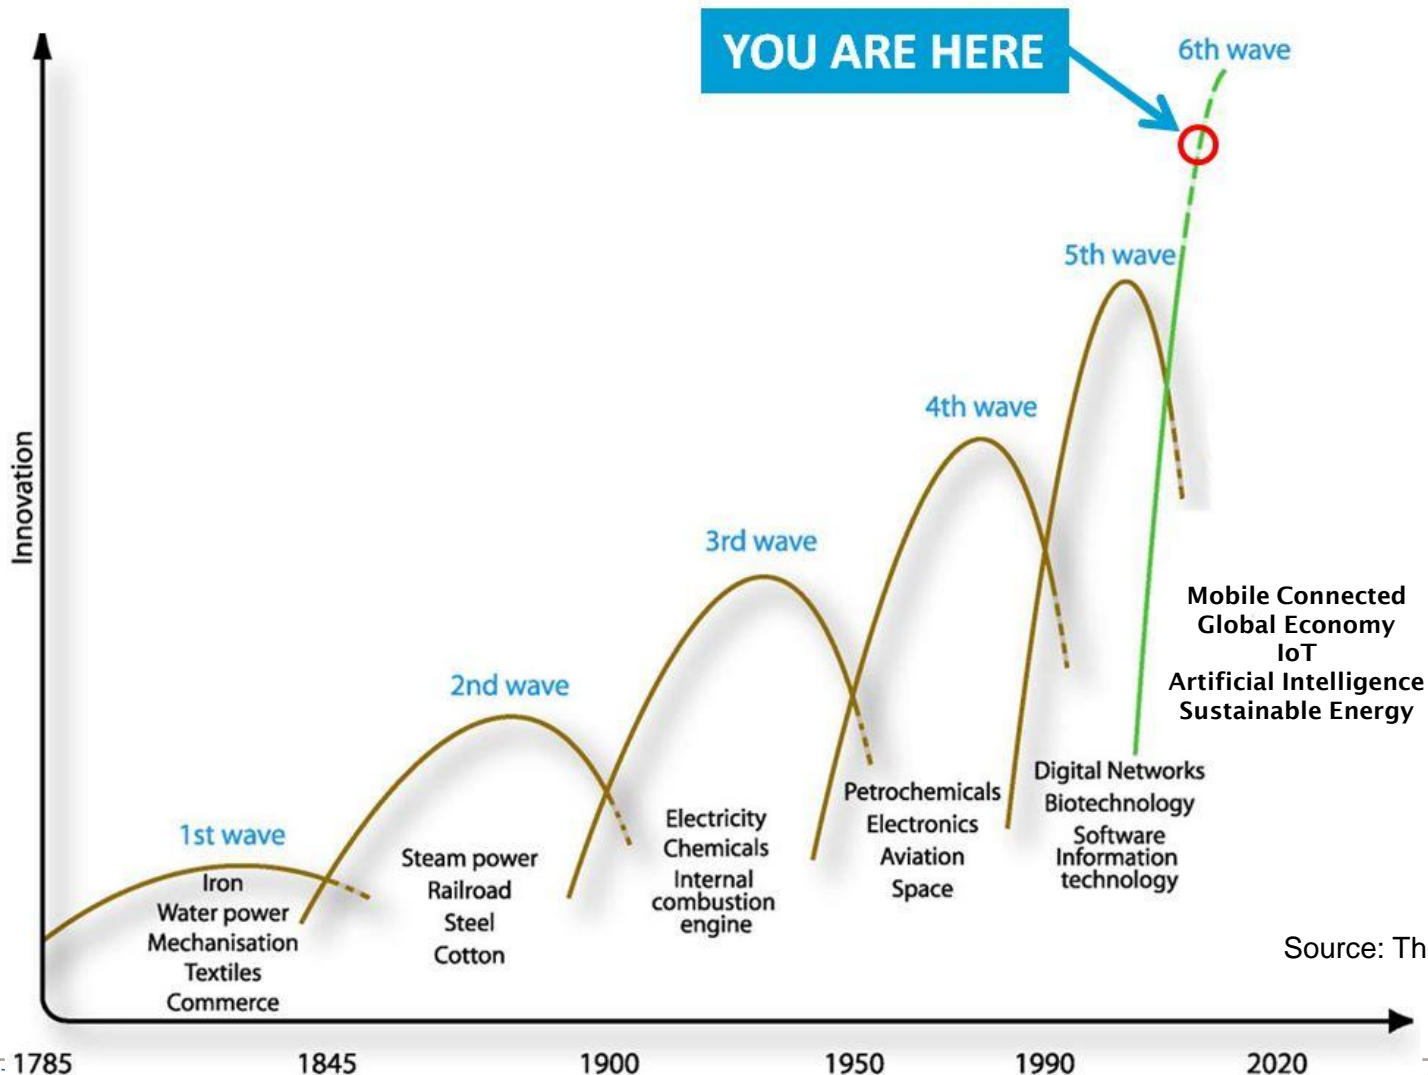 YOU ARE HERE
6th wave
5th wave
4th wave
3rd wave
2nd wave
1st wave
Innovation
Iron
Water power
Mechanisation
Textiles
Commerce
Steam power
Railroad
Steel
Cotton
Electricity
Chemicals
Internal
combustion
engine
Petrochemicals
Electronics
Aviation
Space
Digital Networks
Biotechnology
Software
Information
technology
Mobile Connected
Global Economy
IoT
Artificial Intelligence
Sustainable Energy
Source: Th
1785 1845 1900 1950 1990 2020